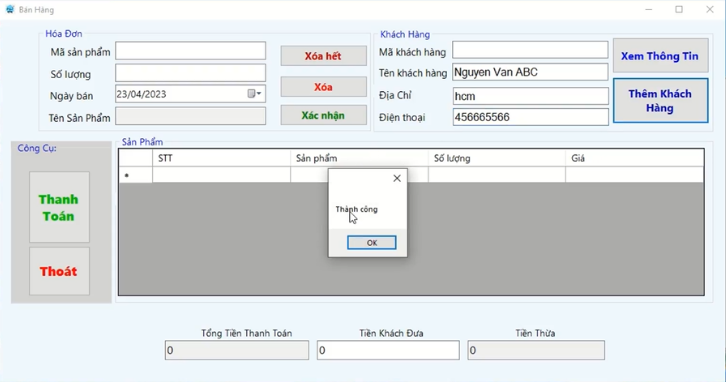 Bán Hàng
Hóa Đơn
Mã sản phẩm
Số lượng
Ngày bán 23/04/2023
Tên Sản Phẩm
Xóa hết
Xóa
Xác nhận
Khách Hàng
Mã khách hàng
Tên khách hàng Nguyen Van ABC
Địa Chỉ hcm
Điện thoại 456665566
Xem Thông Tin
Thêm Khách
Hàng
Công Cụ:
Thanh
Toán
Thoát
Sản Phẩm
STT Sản phẩm Số lượng Giá
Thành công
OK
Tổng Tiền Thanh Toán Tiền Khách Đưa Tiền Thừa
0 0 0